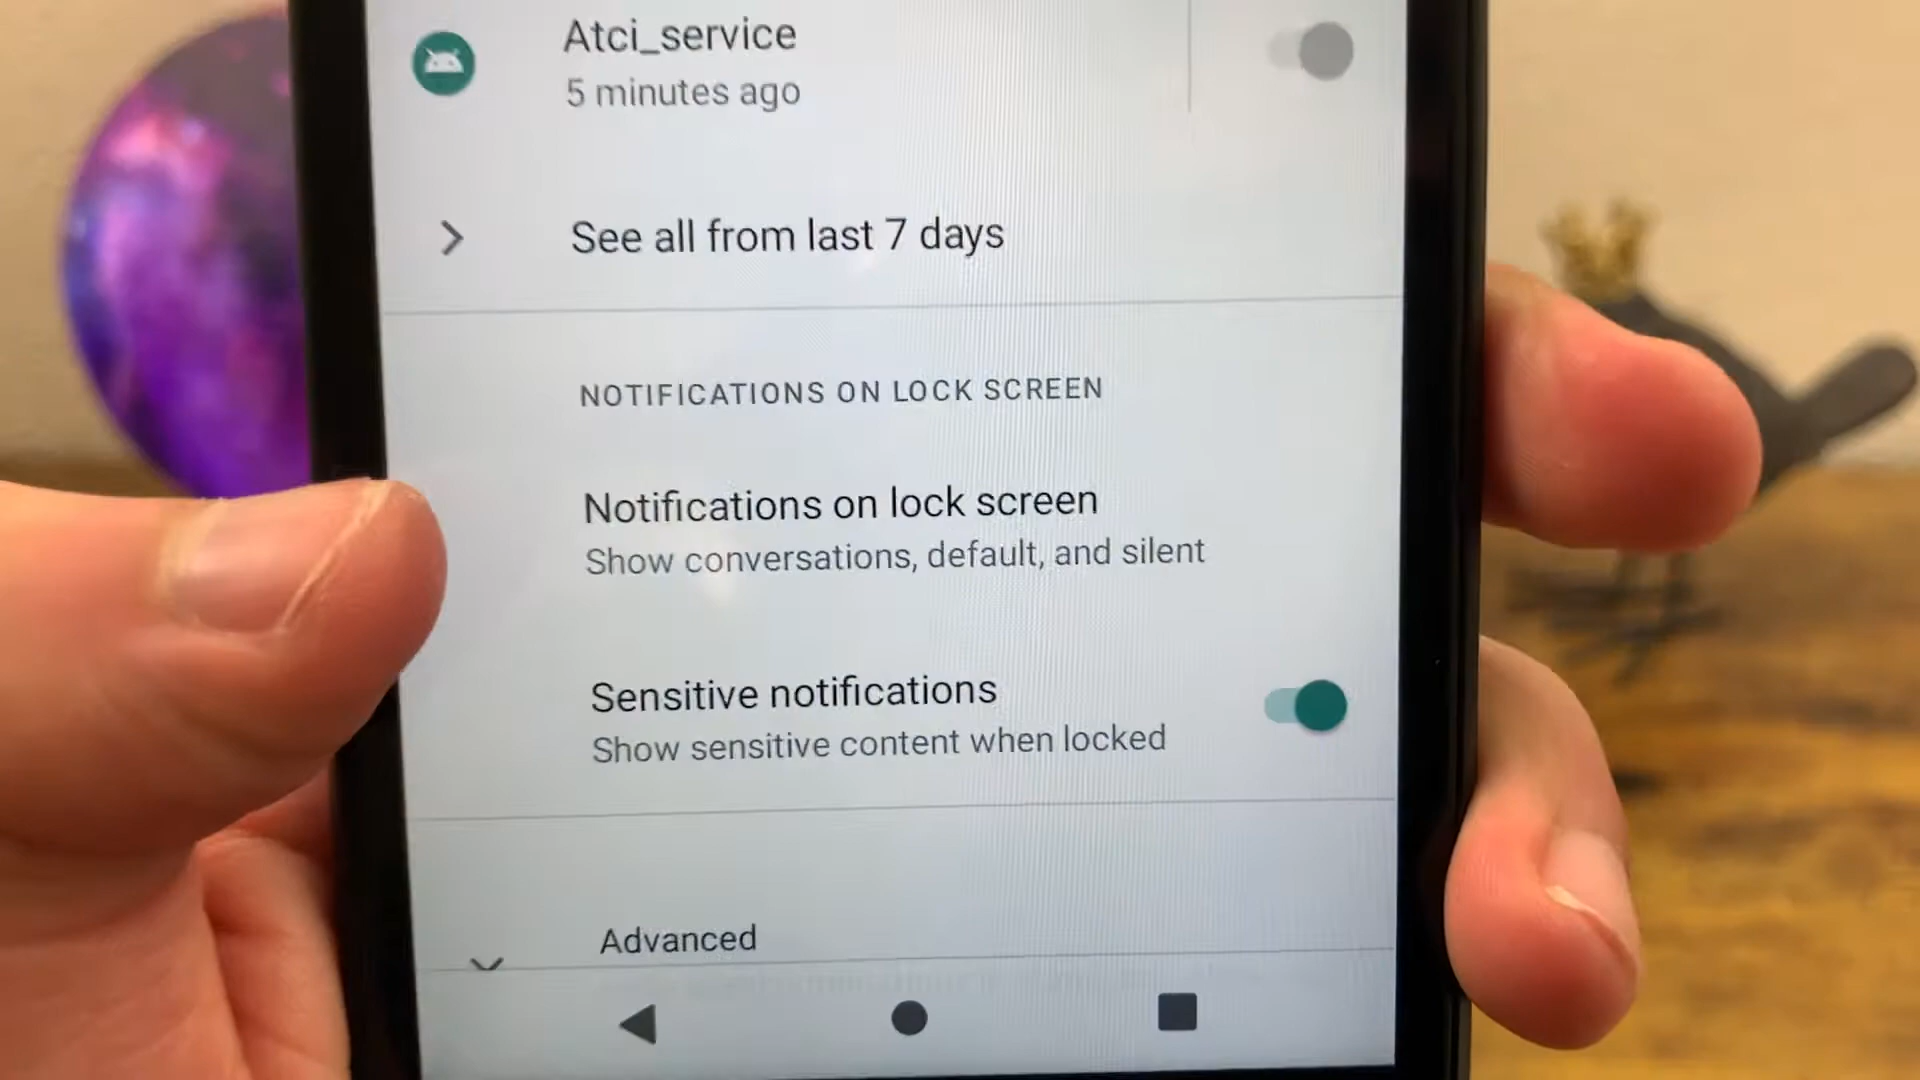 Atci_service
5 minutes ago
See all from last 7 days
NOTIFICATIONS ON LOCK SCREEN
Notifications on lock screen
Show conversations, default, and silent
Sensitive notifications
Show sensitive content when locked
Advanced